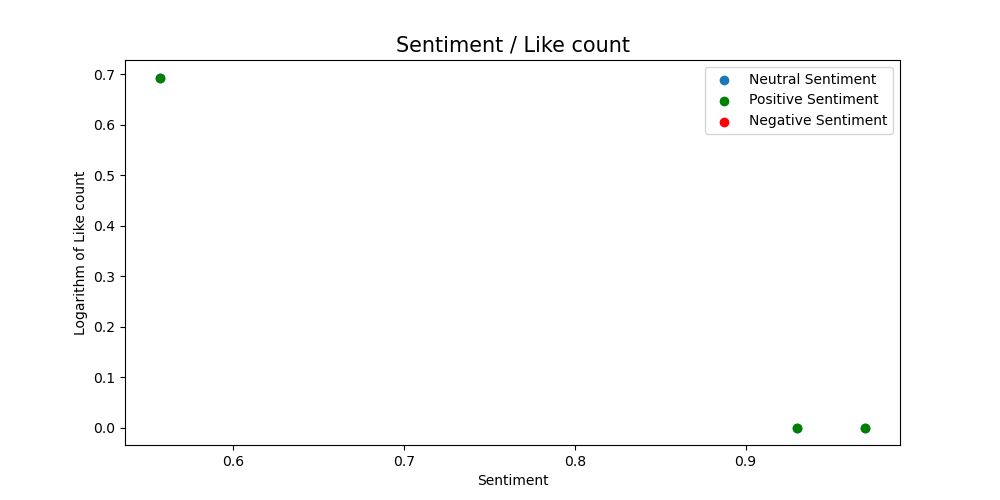 Sentiment / Like count
Neutral Sentiment
Positive Sentiment
Negative Sentiment
Logarithm of Like count
0.7
0.6
0.5
0.4
0.3
0.2
0.1
0.0
0.6 0.7 0.8 0.9
Sentiment